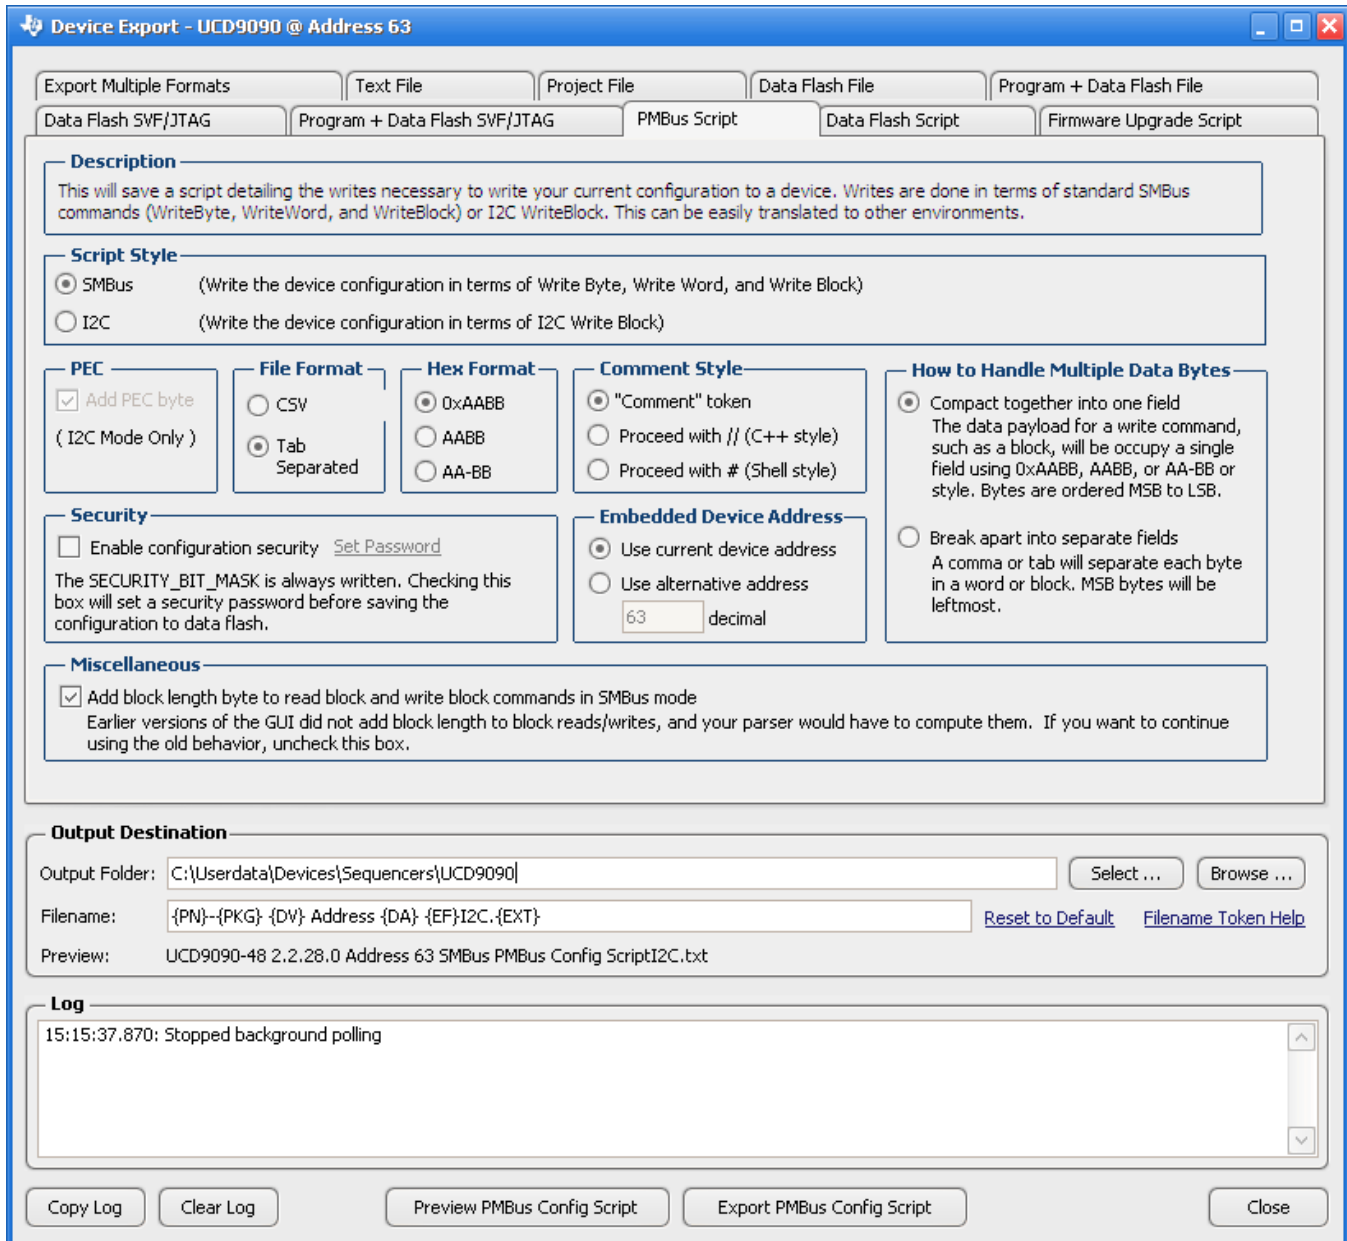 Device Export - UCD9090 @ Address 63
Export Multiple Formats
Text File
Project File
Data Flash File
Program + Data Flash File
Data Flash SVF/JTAG
Program + Data Flash SVF/JTAG
PMBus Script
Data Flash Script
Firmware Upgrade Script
Description
This will save a script detailing the writes necessary to write your current configuration to a device. Writes are done in terms of standard SMBus
commands (WriteByte, WriteWord, and WriteBlock) or I2C WriteBlock. This can be easily translated to other environments.
Script Style
SMBus (Write the device configuration in terms of Write Byte, Write Word, and Write Block)
I2C (Write the device configuration in terms of I2C Write Block)
PEC
Add PEC byte
( I2C Mode Only )
File Format
CSV
Tab
Separated
Hex Format
0xAABB
AABB
AA-BB
Comment Style
"Comment" token
Proceed with // (C++ style)
Proceed with # (Shell style)
How to Handle Multiple Data Bytes
Compact together into one field
The data payload for a write command,
such as a block, will be occupy a single
field using 0xAABB, AABB, or AA-BB or
style. Bytes are ordered MSB to LSB.
Break apart into separate fields
A comma or tab will separate each byte
in a word or block. MSB bytes will be
leftmost.
Security
Enable configuration security Set Password
The SECURITY_BIT_MASK is always written. Checking this
box will set a security password before saving the
configuration to data flash.
Embedded Device Address
Use current device address
Use alternative address
63 decimal
Miscellaneous
Add block length byte to read block and write block commands in SMBus mode
Earlier versions of the GUI did not add block length to block reads/writes, and your parser would have to compute them. If you want to continue
using the old behavior, uncheck this box.
Output Destination
Output Folder: C:\Userdata\Devices\Sequencers\UCD9090 Select ... Browse ...
Filename: {PN}-{PKG} {DV} Address {DA} {EF}I2C.{EXT} Reset to Default Filename Token Help
Preview: UCD9090-48 2.2.28.0 Address 63 SMBus PMBus Config ScriptI2C.txt
Log
15:15:37.870: Stopped background polling
Copy Log Clear Log Preview PMBus Config Script Export PMBus Config Script Close